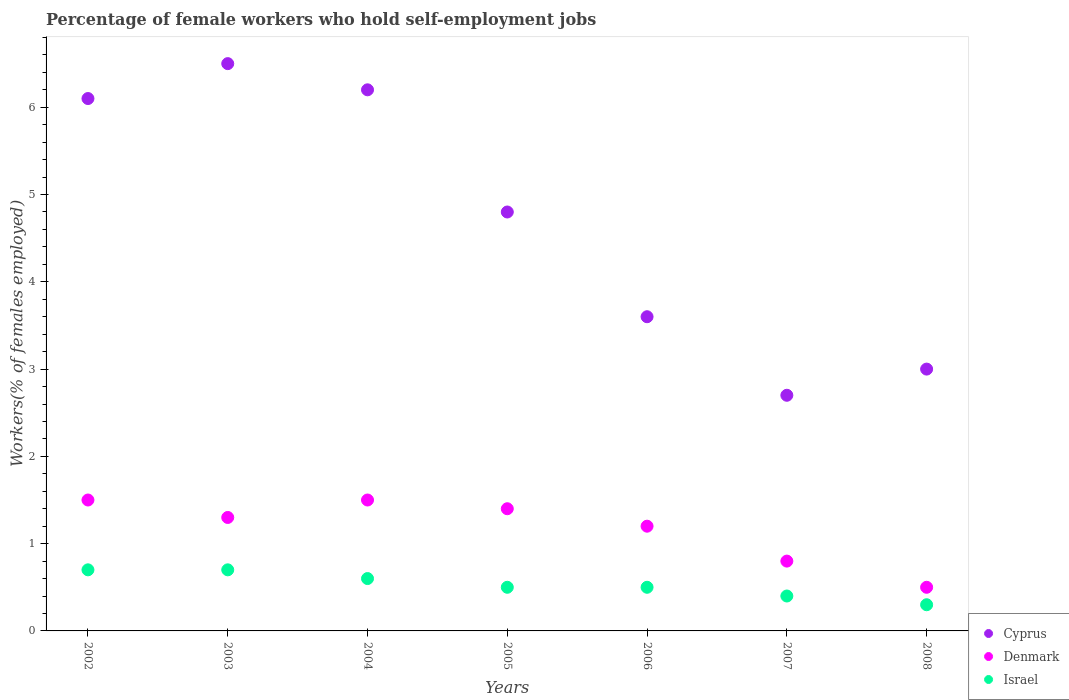 Percentage of female workers who hold self-employment jobs
Workers(% of females employed)
6
5
4
3
2
1
0
2002
2003
2004
2005
2006
2007
2008
Years
Cyprus
Denmark
Israel